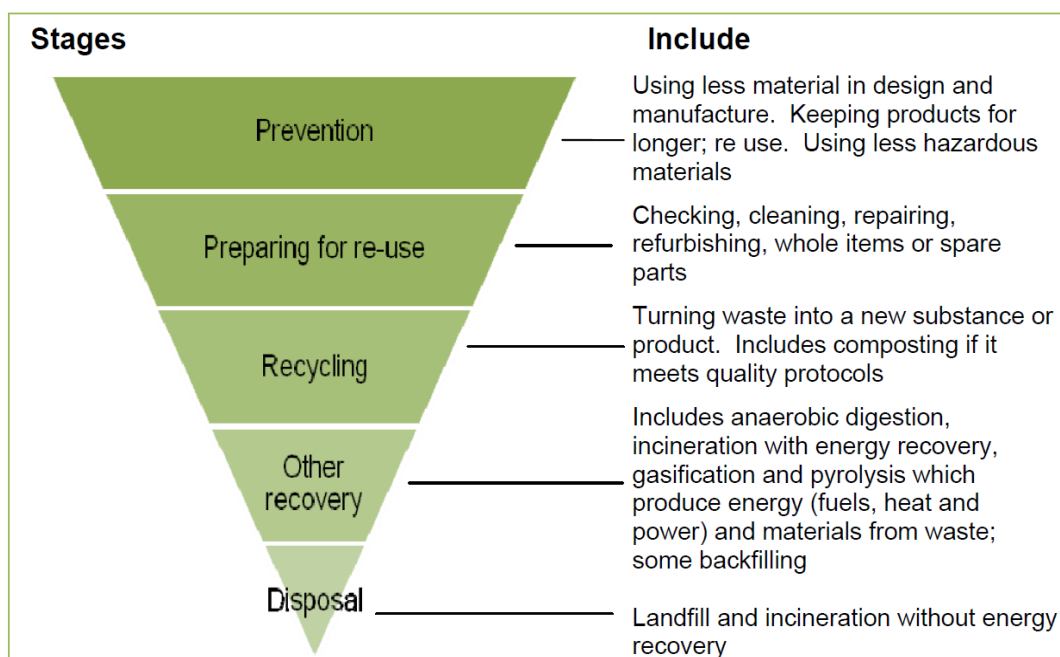 Stages
Include
Prevention
Using less material in design and
manufacture.  Keeping products for
longer; re use.  Using less hazardous
materials
Preparing for re-use
Checking, cleaning, repairing,
refurbishing, whole items or spare
parts
Recycling
Turning waste into a new substance or
product.  Includes composting if it
meets quality protocols
Other
recovery
Includes anaerobic digestion,
incineration with energy recovery,
gasification and pyrolysis which
produce energy (fuels, heat and
power) and materials from waste;
some backfilling
Disposal
Landfill and incineration without energy
recovery